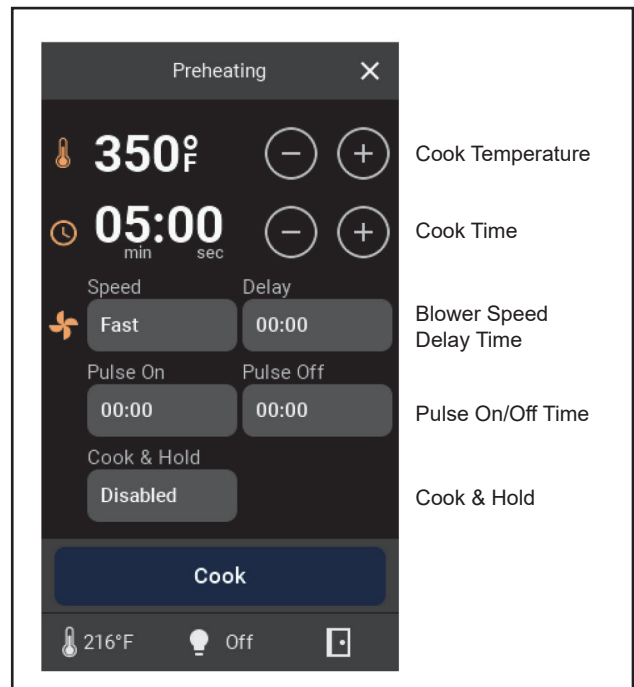 Preheating
350°F
Cook Temperature
05:00
min sec
Cook Time
Speed Delay
Fast 00:00
Blower Speed
Delay Time
Pulse On Pulse Off
00:00 00:00
Pulse On/Off Time
Cook & Hold
Disabled
Cook & Hold
Cook
216°F Off